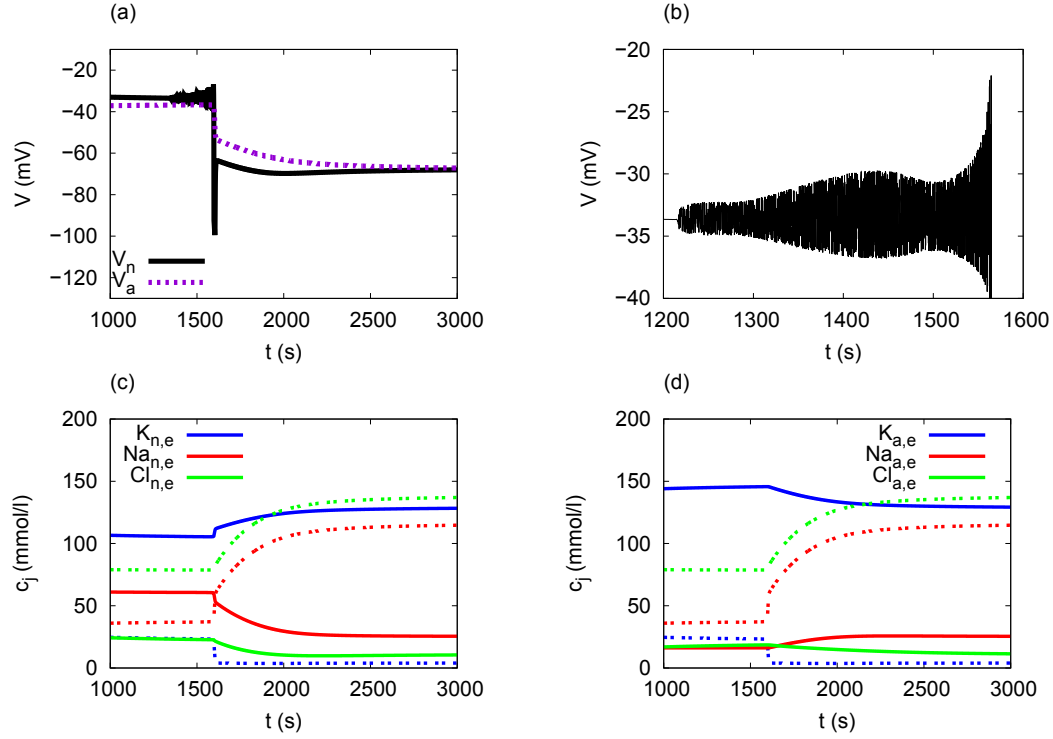 (a)
V (mV)
−20
−40
−60
−80
−100
−120
V_n
V_a
1000 1500 2000 2500 3000
t (s)
(b)
V (mV)
−20
−25
−30
−35
−40
1200 1300 1400 1500 1600
t (s)
(c)
c_j (mmol/l)
200
150
100
50
0
K_n,e
Na_n,e
Cl_n,e
1000 1500 2000 2500 3000
t (s)
(d)
c_j (mmol/l)
200
150
100
50
0
K_a,e
Na_a,e
Cl_a,e
1000 1500 2000 2500 3000
t (s)